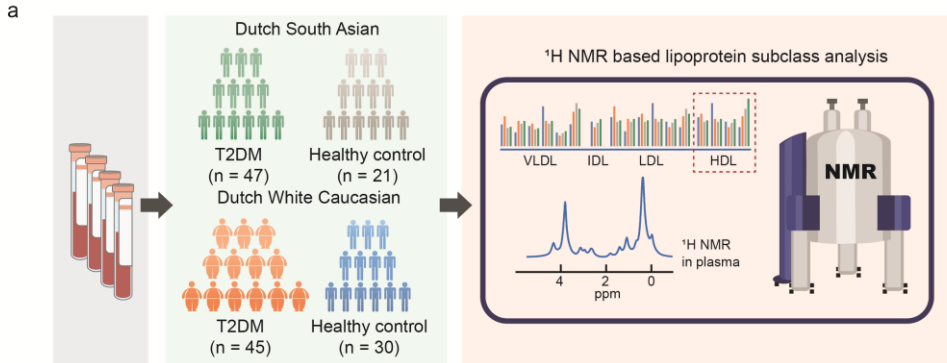 a
Dutch South Asian
T2DM
(n = 47)
Healthy control
(n = 21)
Dutch White Caucasian
T2DM
(n = 45)
Healthy control
(n = 30)
¹H NMR based lipoprotein subclass analysis
VLDL IDL LDL HDL
¹H NMR
in plasma
4 2 0
ppm
NMR